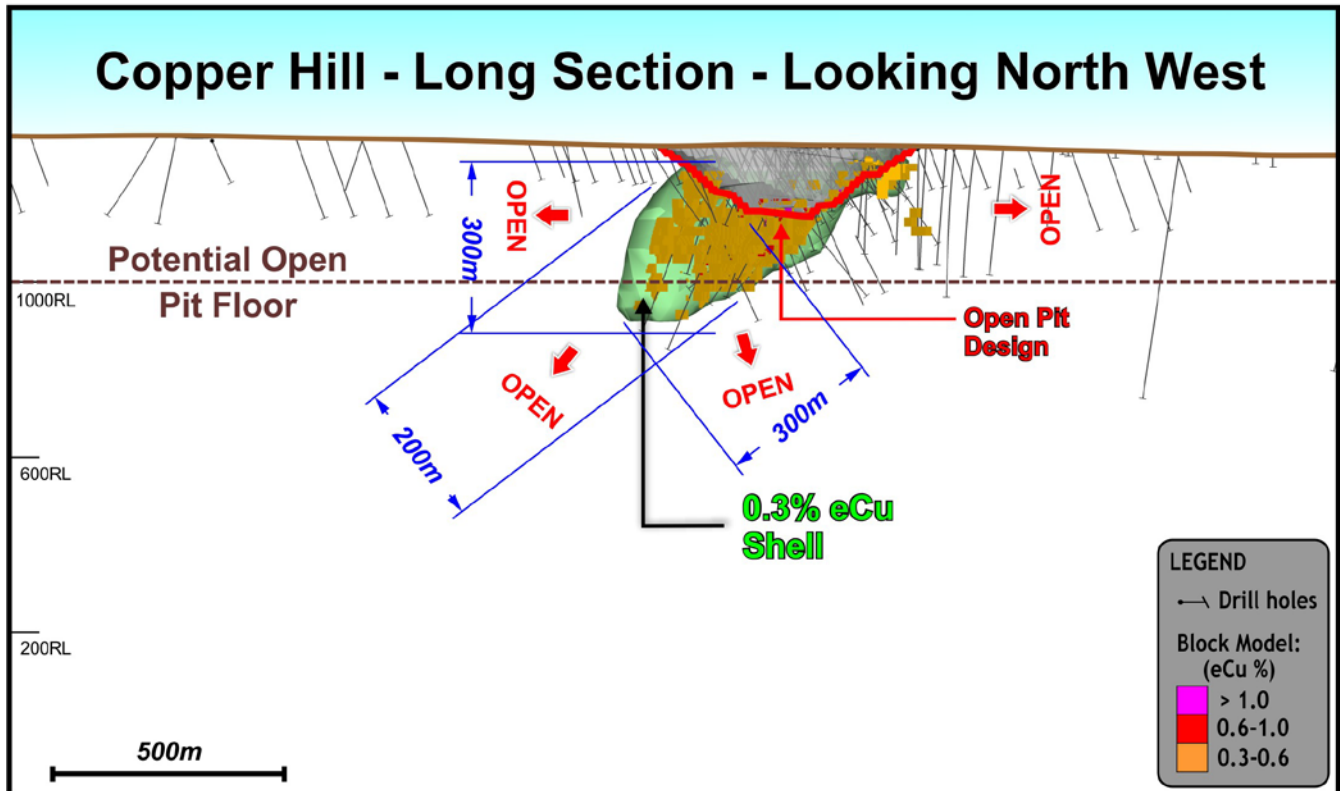 Copper Hill - Long Section - Looking North West
OPEN
300m
OPEN
Potential Open
Pit Floor
1000RL
Open Pit
Design
OPEN
OPEN
200m
300m
600RL
0.3% eCu
Shell
200RL
500m
LEGEND
Drill holes
Block Model:
(eCu %)
> 1.0
0.6-1.0
0.3-0.6